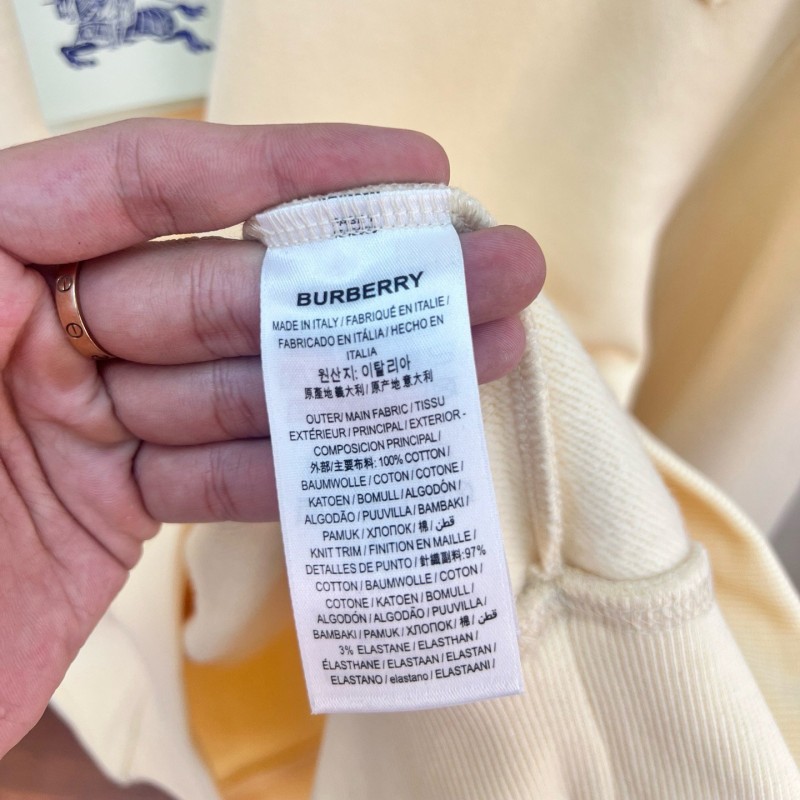 BURBERRY
MADE IN ITALY / FABRIQUÉ EN ITALIE /
FABRICADO EN ITÁLIA / HECHO EN
ITALIA
원산지: 이탈리아
原產地 義大利 / 原产地 意大利
OUTER/ MAIN FABRIC / TISSU
EXTÉRIEUR / PRINCIPAL / EXTERIOR -
COMPOSICION PRINCIPAL /
外部/主要布料: 100% COTTON /
BAUMWOLLE / COTON / COTONE /
KATOEN / BOMULL / ALGODÓN /
ALGODÃO / PUUVILLA / BAMBAKI /
PAMUK / ХЛОПОК / 棉 / قطن /
KNIT TRIM / FINITION EN MAILLE /
DETALLES DE PUNTO / 針織副料: 97%
COTTON / BAUMWOLLE / COTON /
COTONE / KATOEN / BOMULL /
ALGODÓN / ALGODÃO / PUUVILLA /
BAMBAKI / PAMUK / ХЛОПОК / 棉 / قطن /
3% ELASTANE / ELASTHAN /
ÉLASTHANE / ELASTAAN / ELASTAN /
ELASTANO / elastano / ELASTAANI /